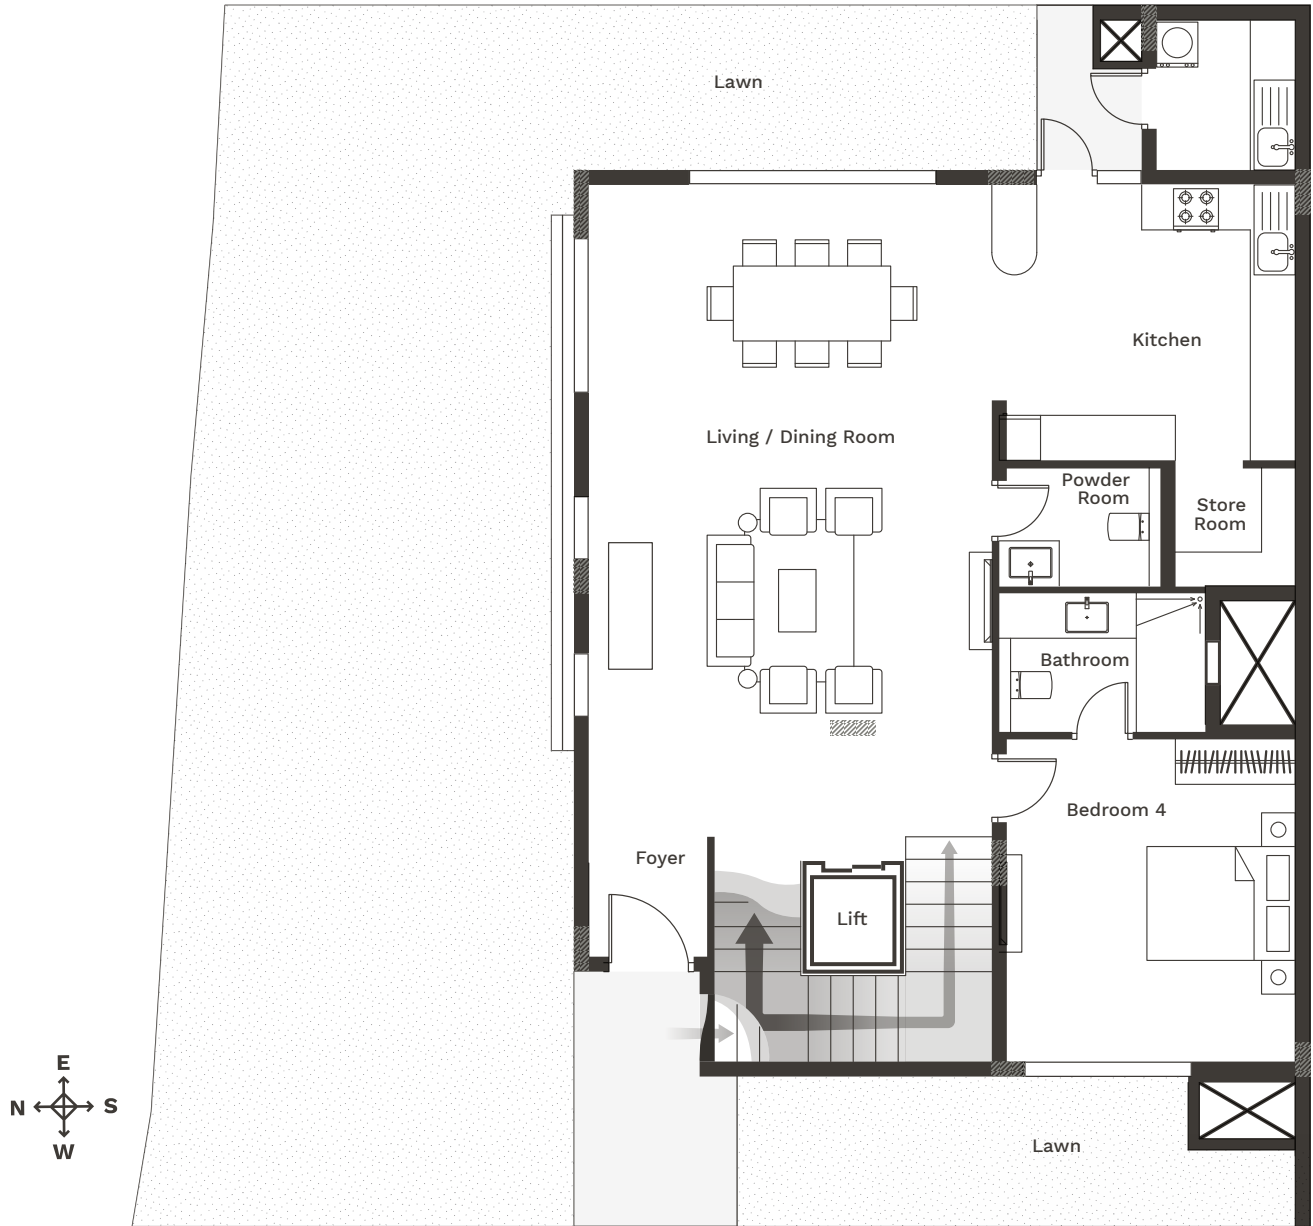 Lawn
Kitchen
Living / Dining Room
Powder
Room
Store
Room
Bathroom
Bedroom 4
Foyer
Lift
E
N
S
W
Lawn